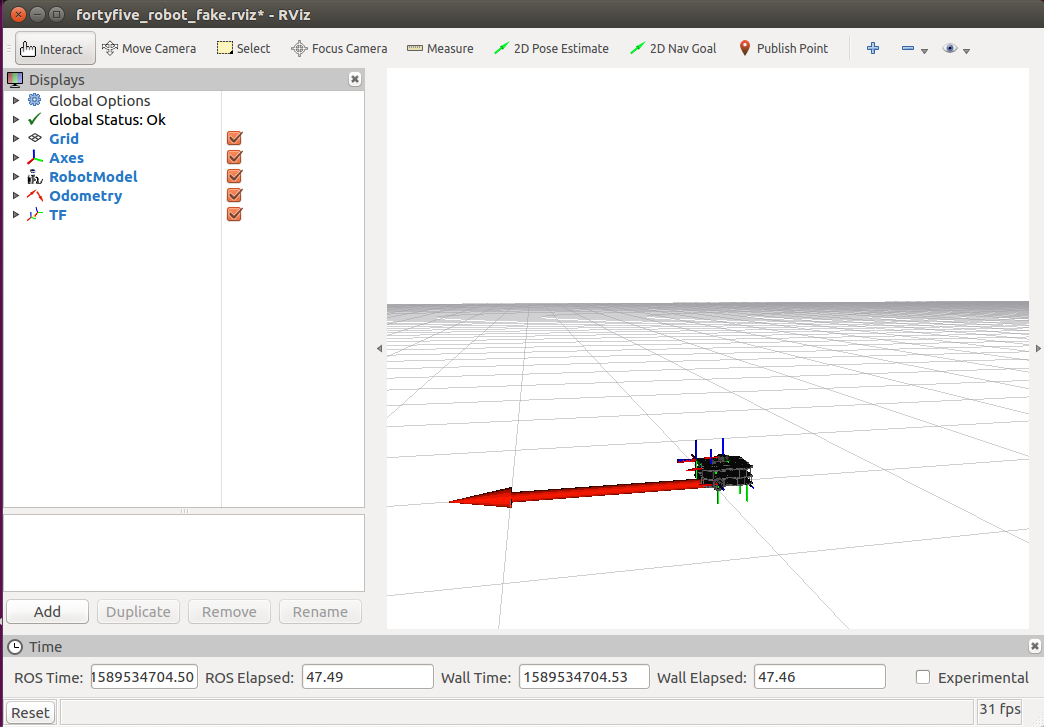 fortyfive_robot_fake.rviz* - RViz
Interact Move Camera Select Focus Camera Measure 2D Pose Estimate 2D Nav Goal Publish Point
Displays
Global Options
Global Status: Ok
Grid
Axes
RobotModel
Odometry
TF
Add Duplicate Remove Rename
Time
ROS Time: 1589534704.50 ROS Elapsed: 47.49 Wall Time: 1589534704.53 Wall Elapsed: 47.46 Experimental
Reset 31 fps